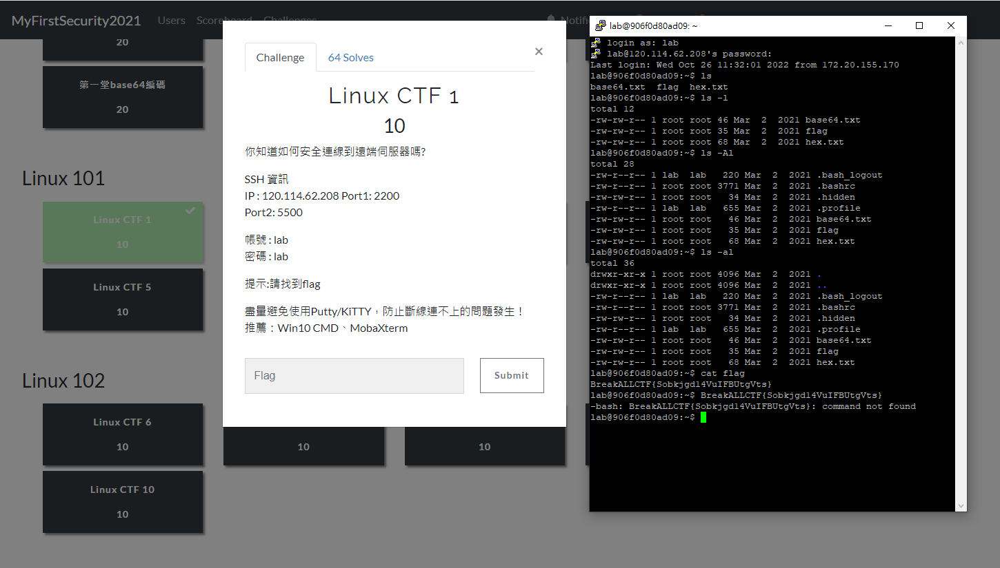 MyFirstSecurity2021 Users Scoreboard Challenges Notifi
20
第一堂base64編碼
20
Linux 101
Linux CTF 1
10
Linux CTF 5
10
Linux 102
Linux CTF 6
10
Linux CTF 10
10
10
10
Challenge 64 Solves ×
Linux CTF 1
10
你知道如何安全連線到遠端伺服器嗎?
SSH 資訊
IP : 120.114.62.208 Port1: 2200
Port2: 5500
帳號 : lab
密碼 : lab
提示:請找到flag
盡量避免使用Putty/KiTTY，防止斷線連不上的問題發生！
推薦：Win10 CMD、MobaXterm
Flag Submit
lab@906f0d80ad09: ~
login as: lab
lab@120.114.62.208's password:
Last login: Wed Oct 26 11:32:01 2022 from 172.20.155.170
lab@906f0d80ad09:~$ ls
base64.txt  flag  hex.txt
lab@906f0d80ad09:~$ ls -l
total 12
-rw-rw-r-- 1 root root 46 Mar  2  2021 base64.txt
-rw-rw-r-- 1 root root 35 Mar  2  2021 flag
-rw-rw-r-- 1 root root 68 Mar  2  2021 hex.txt
lab@906f0d80ad09:~$ ls -Al
total 28
-rw-r--r-- 1 lab  lab   220 Mar  2  2021 .bash_logout
-rw-rw-r-- 1 root root 3771 Mar  2  2021 .bashrc
-rw-rw-r-- 1 root root   34 Mar  2  2021 .hidden
-rw-r--r-- 1 lab  lab   655 Mar  2  2021 .profile
-rw-rw-r-- 1 root root   46 Mar  2  2021 base64.txt
-rw-rw-r-- 1 root root   35 Mar  2  2021 flag
-rw-rw-r-- 1 root root   68 Mar  2  2021 hex.txt
lab@906f0d80ad09:~$ ls -al
total 36
drwxr-xr-x 1 root root 4096 Mar  2  2021 .
drwxr-xr-x 1 root root 4096 Mar  2  2021 ..
-rw-r--r-- 1 lab  lab   220 Mar  2  2021 .bash_logout
-rw-rw-r-- 1 root root 3771 Mar  2  2021 .bashrc
-rw-rw-r-- 1 root root   34 Mar  2  2021 .hidden
-rw-r--r-- 1 lab  lab   655 Mar  2  2021 .profile
-rw-rw-r-- 1 root root   46 Mar  2  2021 base64.txt
-rw-rw-r-- 1 root root   35 Mar  2  2021 flag
-rw-rw-r-- 1 root root   68 Mar  2  2021 hex.txt
lab@906f0d80ad09:~$ cat flag
BreakALLCTF{Sobkjgd14VuIFBUtgVts}
lab@906f0d80ad09:~$ BreakALLCTF{Sobkjgd14VuIFBUtgVts}
-bash: BreakALLCTF{Sobkjgd14VuIFBUtgVts}: command not found
lab@906f0d80ad09:~$